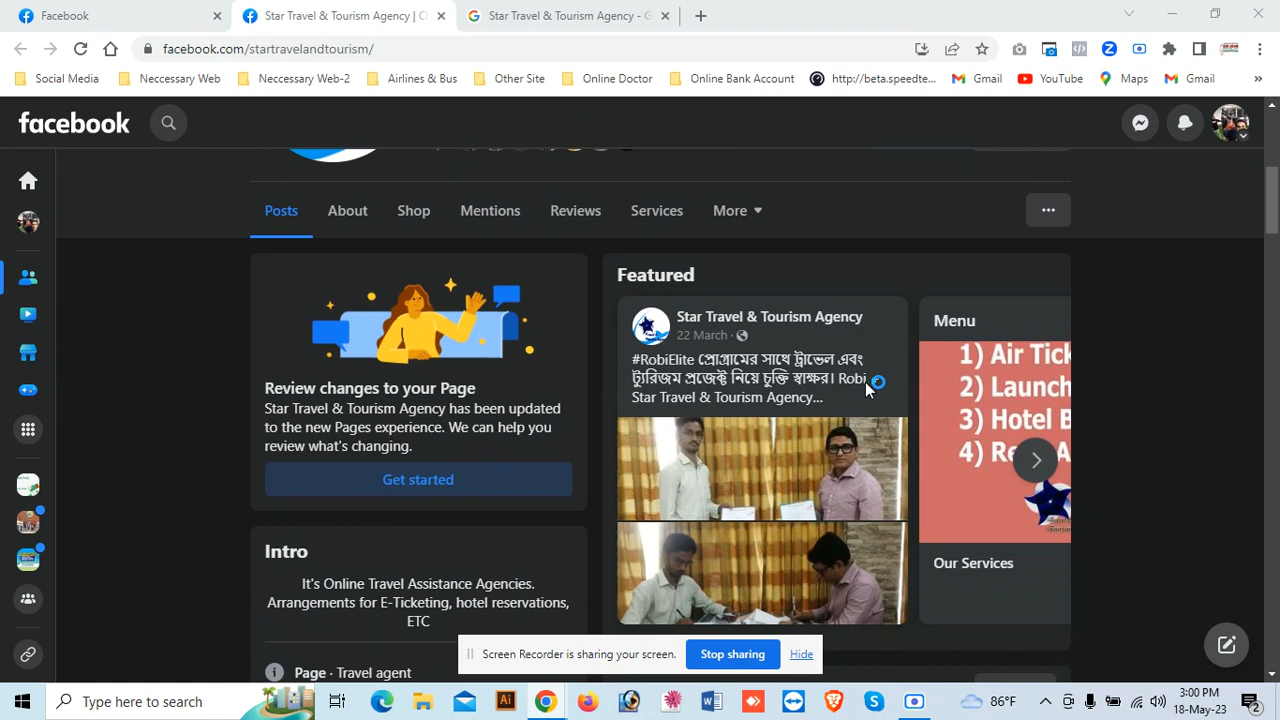 Facebook
Star Travel & Tourism Agency | C
Star Travel & Tourism Agency - G
facebook.com/startravelandtourism/
Social Media
Neccessary Web
Neccessary Web-2
Airlines & Bus
Other Site
Online Doctor
Online Bank Account
http://beta.speedte...
Gmail
YouTube
Maps
Gmail
facebook
Posts
About
Shop
Mentions
Reviews
Services
More
Review changes to your Page
Star Travel & Tourism Agency has been updated
to the new Pages experience. We can help you
review what's changing.
Get started
Intro
It's Online Travel Assistance Agencies.
Arrangements for E-Ticketing, hotel reservations,
ETC
Page · Travel agent
Featured
Star Travel & Tourism Agency
22 March ·
#RobiElite প্রোগ্রামের সাথে ট্রাভেল এবং
ট্যুরিজম প্রজেক্ট নিয়ে চুক্তি স্বাক্ষর। Robi
Star Travel & Tourism Agency...
Menu
1) Air Tick
2) Launch
3) Hotel B
4) Re
Our Services
Screen Recorder is sharing your screen.
Stop sharing
Hide
Type here to search
86°F
3:00 PM
18-May-23
2